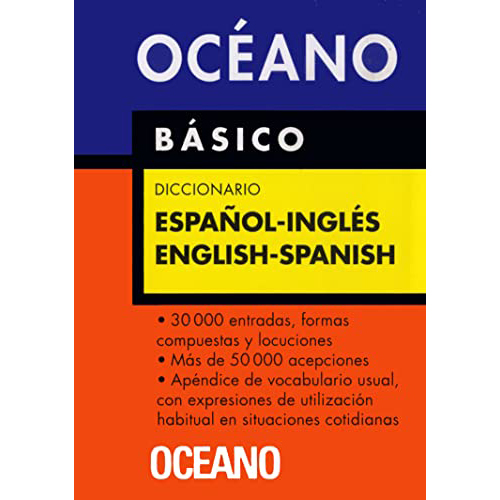 OCÉANO
BÁSICO
DICCIONARIO
ESPAÑOL-INGLÉS
ENGLISH-SPANISH
• 30 000 entradas, formas
compuestas y locuciones
• Más de 50 000 acepciones
• Apéndice de vocabulario usual,
con expresiones de utilización
habitual en situaciones cotidianas
OCEANO